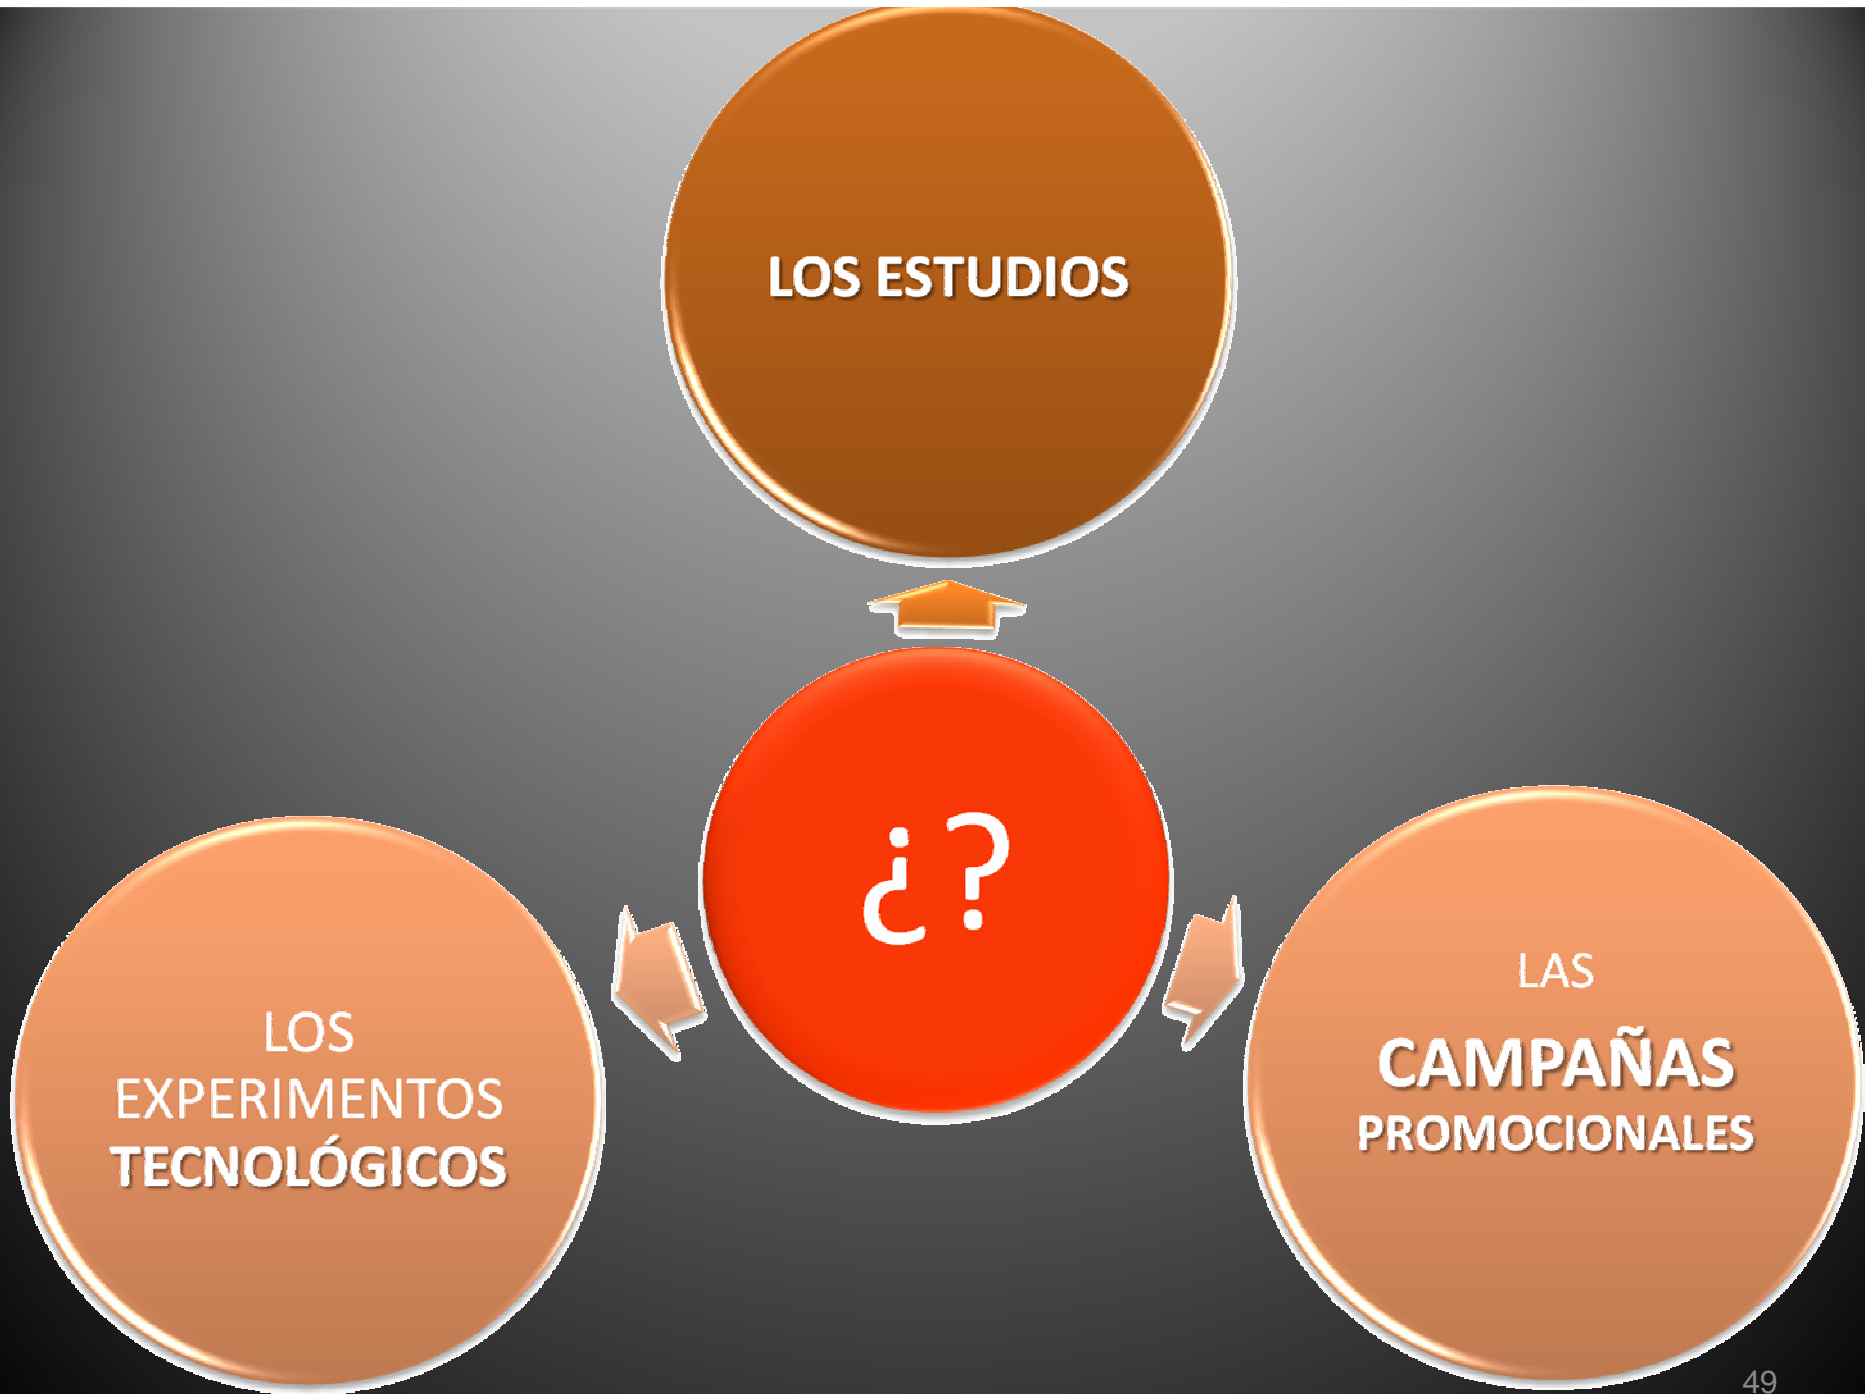 LOS ESTUDIOS
¿?
LOS
EXPERIMENTOS
TECNOLÓGICOS
LAS
CAMPAÑAS
PROMOCIONALES
49